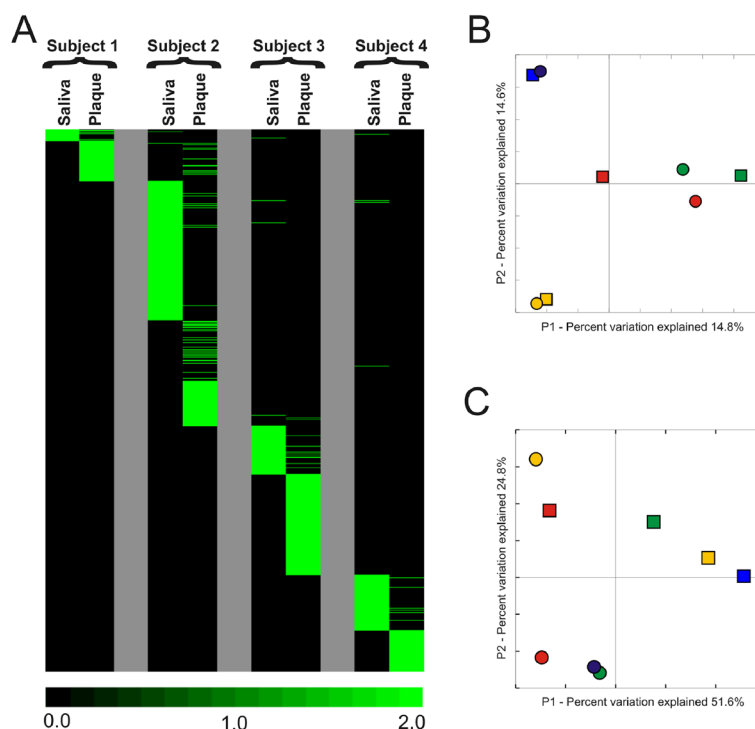 A
Subject 1 Subject 2 Subject 3 Subject 4
Saliva Plaque Saliva Plaque Saliva Plaque Saliva Plaque
0.0 1.0 2.0
B
P2 - Percent variation explained 14.6%
P1 - Percent variation explained 14.8%
C
P2 - Percent variation explained 24.8%
P1 - Percent variation explained 51.6%